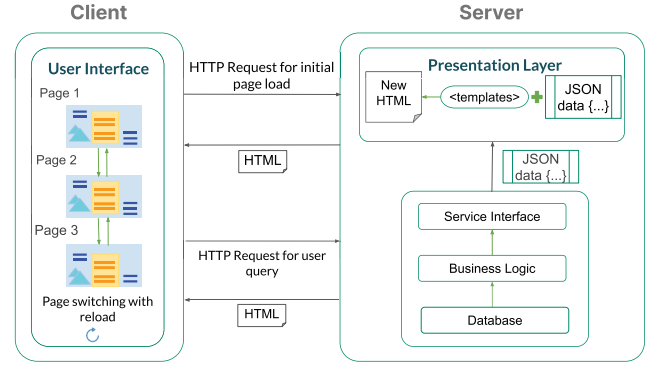 Client
Server
User Interface
Page 1
Page 2
Page 3
Page switching with
reload
HTTP Request for initial
page load
HTML
HTTP Request for user
query
HTML
Presentation Layer
New
HTML
<templates>
JSON
data {...}
JSON
data {...}
Service Interface
Business Logic
Database